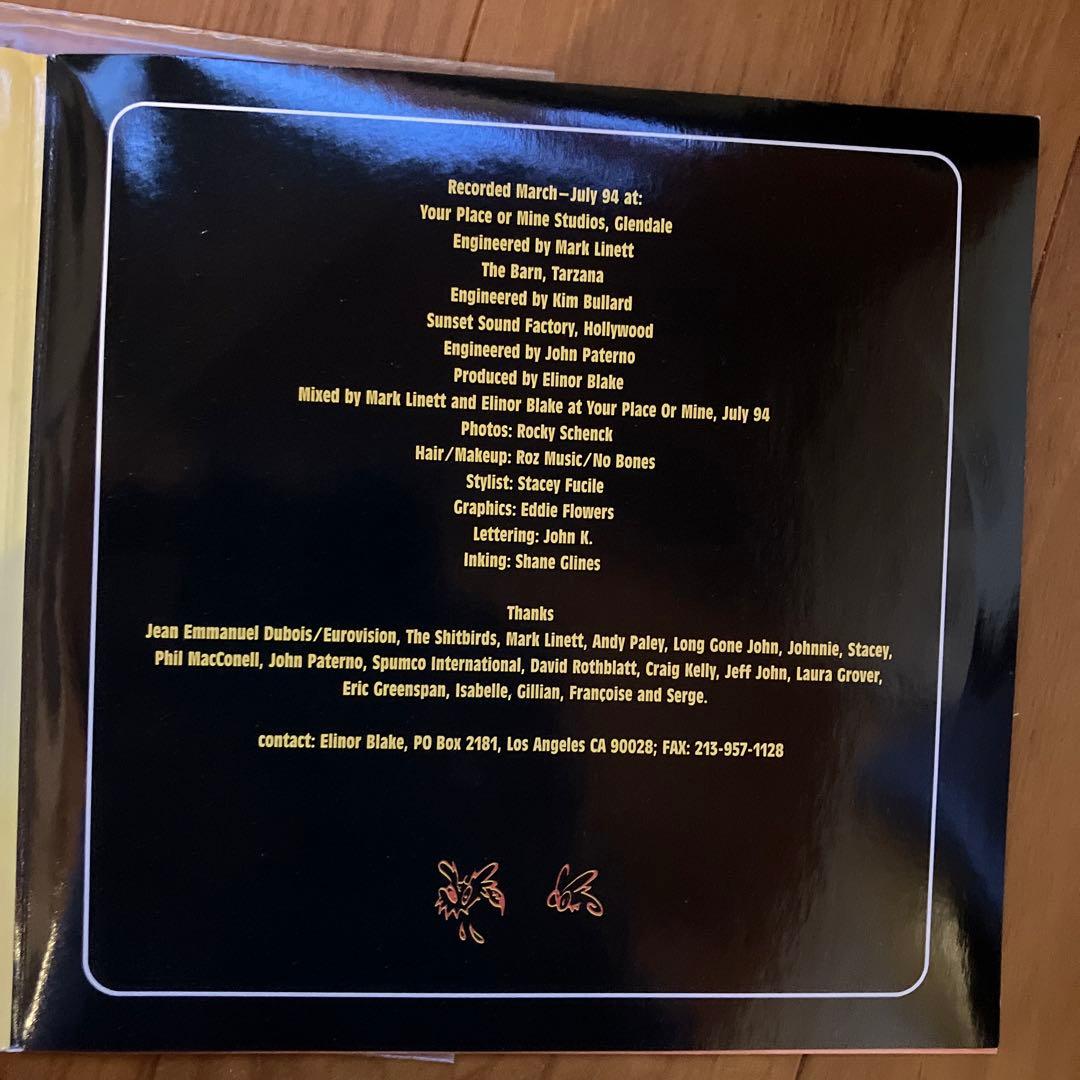 Recorded March–July 94 at:
Your Place or Mine Studios, Glendale
Engineered by Mark Linett
The Barn, Tarzana
Engineered by Kim Bullard
Sunset Sound Factory, Hollywood
Engineered by John Paterno
Produced by Elinor Blake
Mixed by Mark Linett and Elinor Blake at Your Place Or Mine, July 94
Photos: Rocky Schenck
Hair/Makeup: Roz Music/No Bones
Stylist: Stacey Fucile
Graphics: Eddie Flowers
Lettering: John K.
Inking: Shane Glines
Thanks
Jean Emmanuel Dubois/Eurovision, The Shitbirds, Mark Linett, Andy Paley, Long Gone John, Johnnie, Stacey,
Phil MacConell, John Paterno, Spumco International, David Rothblatt, Craig Kelly, Jeff John, Laura Grover,
Eric Greenspan, Isabelle, Gillian, Françoise and Serge.
contact: Elinor Blake, PO Box 2181, Los Angeles CA 90028; FAX: 213-957-1128